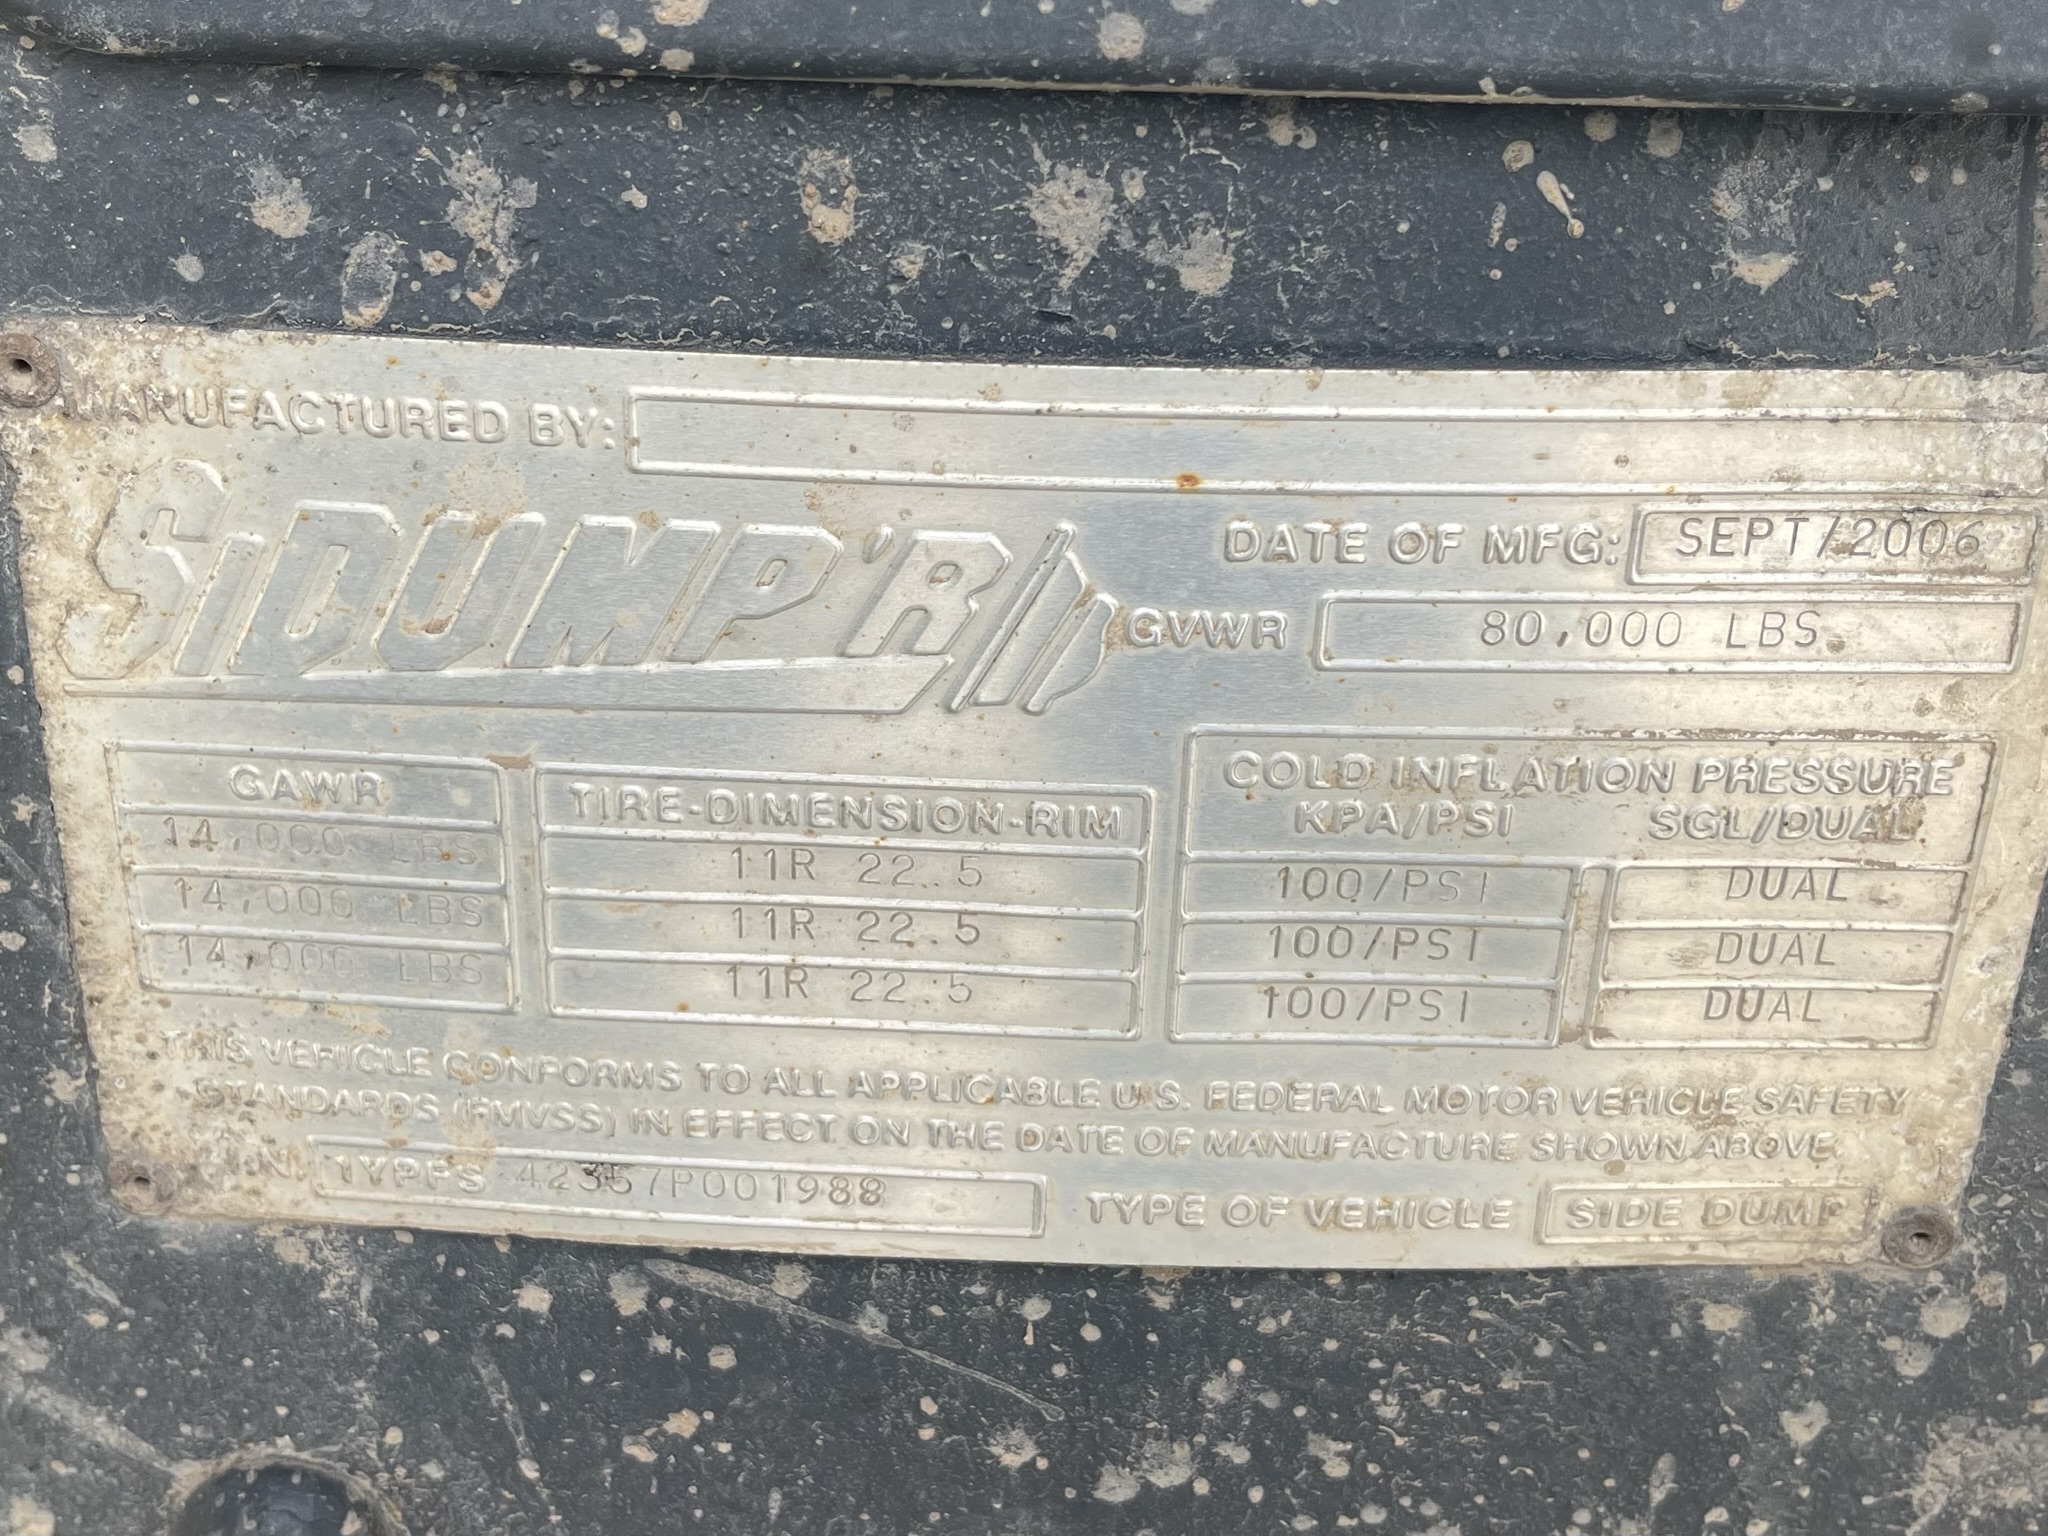 MANUFACTURED BY:
SIDUMP'R
DATE OF MFG: SEPT/2006
GVWR 80,000 LBS.
GAWR TIRE-DIMENSION-RIM COLD INFLATION PRESSURE
KPA/PSI SGL/DUAL
14,000 LBS 11R 22.5 100/PSI DUAL
14,000 LBS 11R 22.5 100/PSI DUAL
14,000 LBS 11R 22.5 100/PSI DUAL
THIS VEHICLE CONFORMS TO ALL APPLICABLE U.S. FEDERAL MOTOR VEHICLE SAFETY
STANDARDS (FMVSS) IN EFFECT ON THE DATE OF MANUFACTURE SHOWN ABOVE.
TYPE OF VEHICLE SIDE DUMP